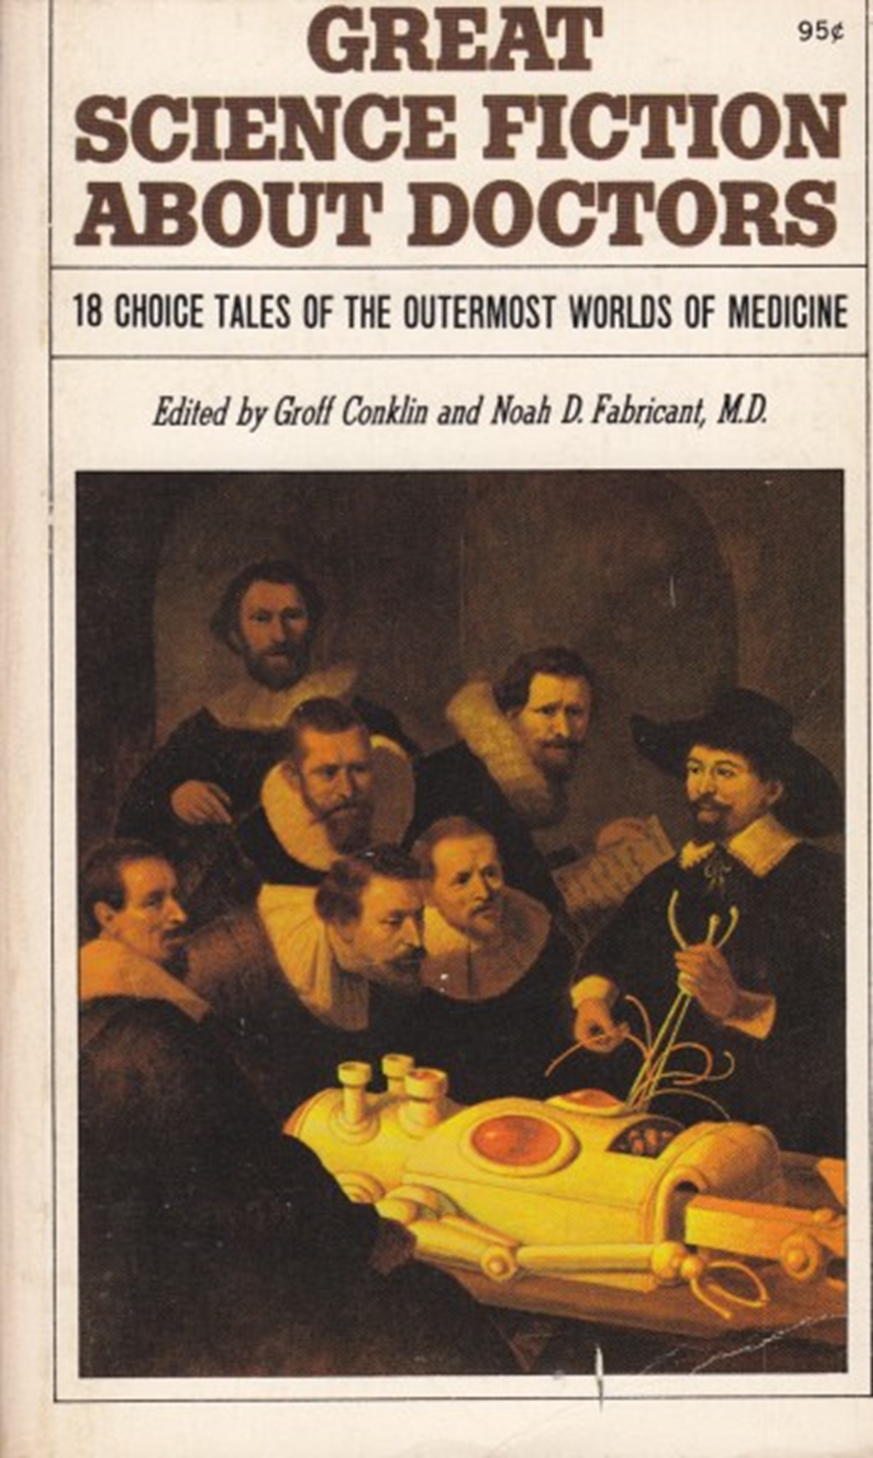 95¢
GREAT
SCIENCE FICTION
ABOUT DOCTORS
18 CHOICE TALES OF THE OUTERMOST WORLDS OF MEDICINE
Edited by Groff Conklin and Noah D. Fabricant, M.D.